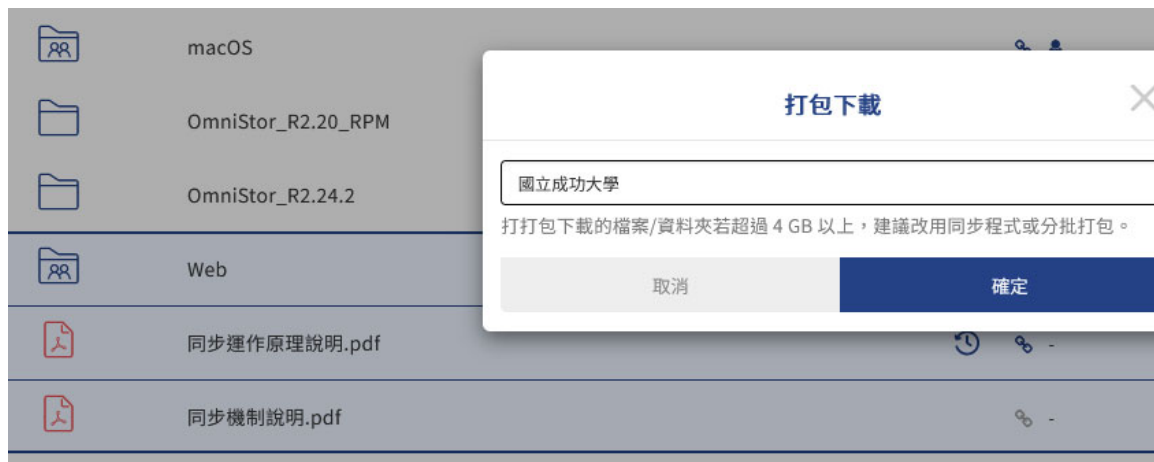 macOS
打包下載
OmniStor_R2.20_RPM
國立成功大學
OmniStor_R2.24.2
打打包下載的檔案/資料夾若超過 4 GB 以上，建議改用同步程式或分批打包。
Web
取消
確定
同步運作原理說明.pdf
-
同步機制說明.pdf
-